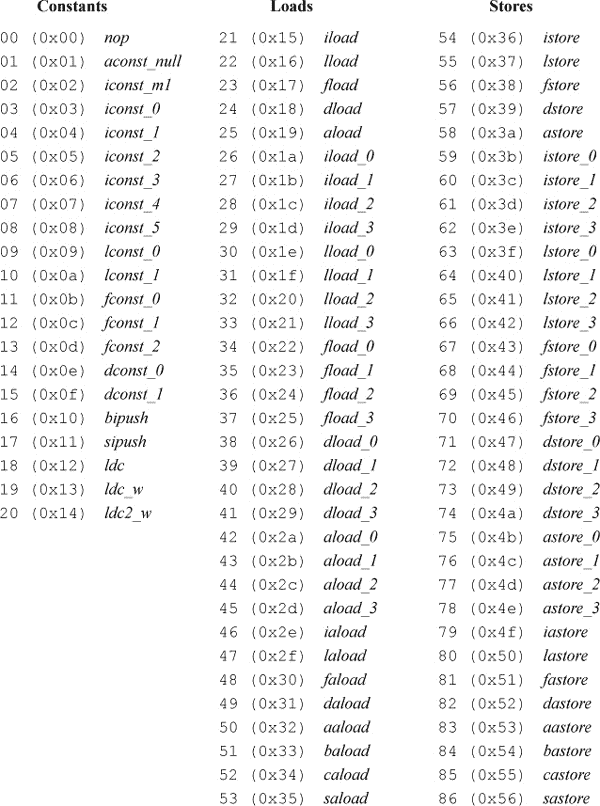 Constants Loads Stores
00 (0x00) nop 21 (0x15) iload 54 (0x36) istore
01 (0x01) aconst_null 22 (0x16) lload 55 (0x37) lstore
02 (0x02) iconst_m1 23 (0x17) fload 56 (0x38) fstore
03 (0x03) iconst_0 24 (0x18) dload 57 (0x39) dstore
04 (0x04) iconst_1 25 (0x19) aload 58 (0x3a) astore
05 (0x05) iconst_2 26 (0x1a) iload_0 59 (0x3b) istore_0
06 (0x06) iconst_3 27 (0x1b) iload_1 60 (0x3c) istore_1
07 (0x07) iconst_4 28 (0x1c) iload_2 61 (0x3d) istore_2
08 (0x08) iconst_5 29 (0x1d) iload_3 62 (0x3e) istore_3
09 (0x09) lconst_0 30 (0x1e) lload_0 63 (0x3f) lstore_0
10 (0x0a) lconst_1 31 (0x1f) lload_1 64 (0x40) lstore_1
11 (0x0b) fconst_0 32 (0x20) lload_2 65 (0x41) lstore_2
12 (0x0c) fconst_1 33 (0x21) lload_3 66 (0x42) lstore_3
13 (0x0d) fconst_2 34 (0x22) fload_0 67 (0x43) fstore_0
14 (0x0e) dconst_0 35 (0x23) fload_1 68 (0x44) fstore_1
15 (0x0f) dconst_1 36 (0x24) fload_2 69 (0x45) fstore_2
16 (0x10) bipush 37 (0x25) fload_3 70 (0x46) fstore_3
17 (0x11) sipush 38 (0x26) dload_0 71 (0x47) dstore_0
18 (0x12) ldc 39 (0x27) dload_1 72 (0x48) dstore_1
19 (0x13) ldc_w 40 (0x28) dload_2 73 (0x49) dstore_2
20 (0x14) ldc2_w 41 (0x29) dload_3 74 (0x4a) dstore_3
42 (0x2a) aload_0 75 (0x4b) astore_0
43 (0x2b) aload_1 76 (0x4c) astore_1
44 (0x2c) aload_2 77 (0x4d) astore_2
45 (0x2d) aload_3 78 (0x4e) astore_3
46 (0x2e) iaload 79 (0x4f) iastore
47 (0x2f) laload 80 (0x50) lastore
48 (0x30) faload 81 (0x51) fastore
49 (0x31) daload 82 (0x52) dastore
50 (0x32) aaload 83 (0x53) aastore
51 (0x33) baload 84 (0x54) bastore
52 (0x34) caload 85 (0x55) castore
53 (0x35) saload 86 (0x56) sastore